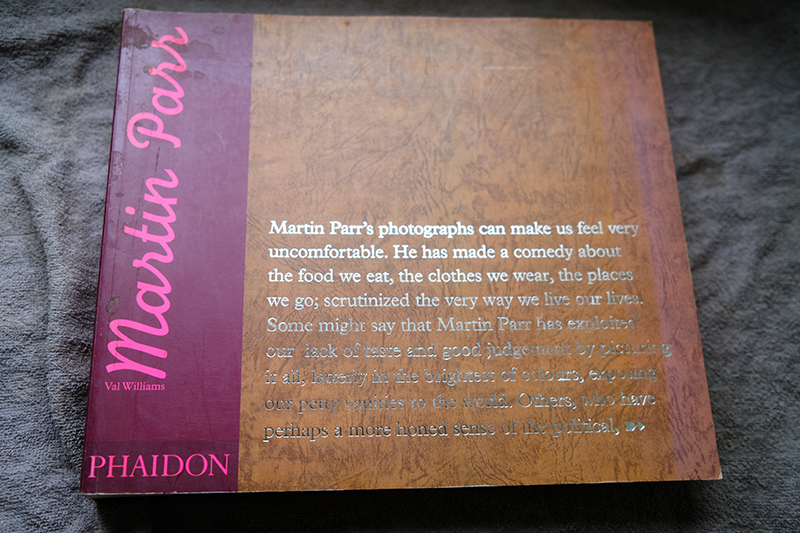 Martin Parr
Val Williams
PHAIDON
Martin Parr's photographs can make us feel very
uncomfortable. He has made a comedy about
the food we eat, the clothes we wear, the places
we go; scrutinized the very way we live our lives.
Some might say that Martin Parr has exploited
our lack of taste and good judgement by picturing
it all; latterly in the brightest of colours, exposing
our petty vanities to the world. Others, who have
perhaps a more honed sense of the political,